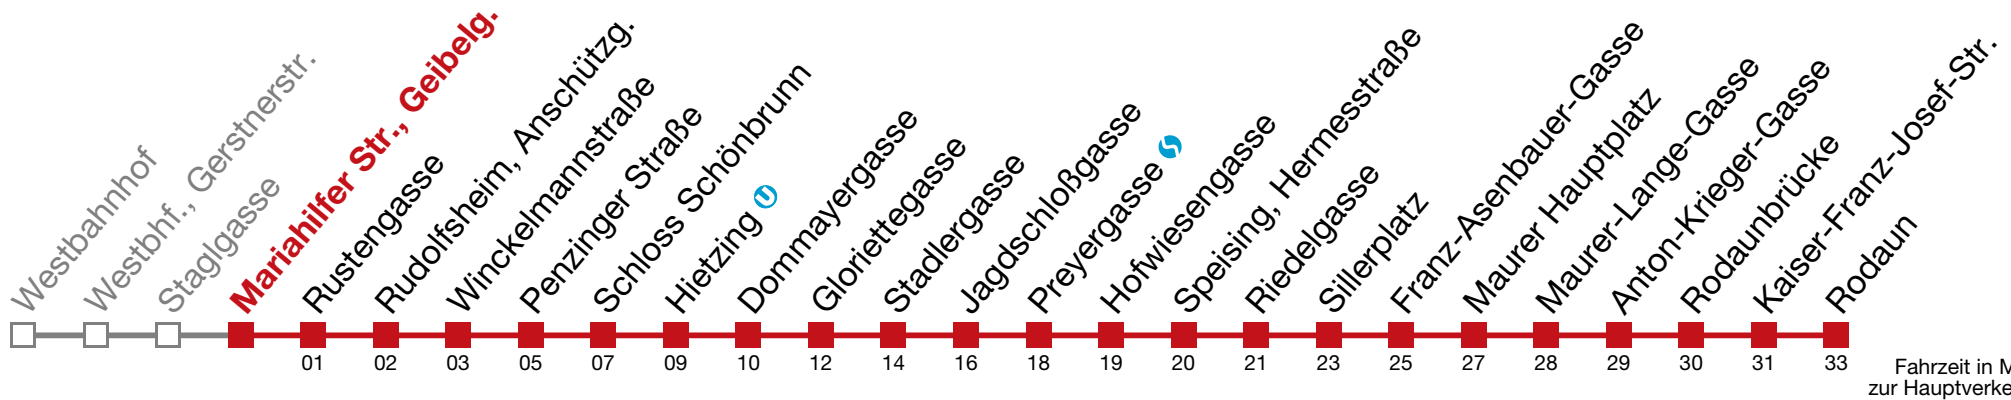 Westbahnhof
Westbhf., Gerstnerstr.
Staglgasse
Mariahilfer Str., Geibelg.
Rustengasse
Rudolfsheim, Anschützg.
Winckelmannstraße
Penzinger Straße
Schloss Schönbrunn
Hietzing U
Dommayergasse
Gloriettegasse
Stadlergasse
Jagdschloßgasse
Preyergasse S
Hofwiesengasse
Speising, Hermesstraße
Riedelgasse
Sillerplatz
Franz-Asenbauer-Gasse
Maurer Hauptplatz
Maurer-Lange-Gasse
Anton-Krieger-Gasse
Rodaunbrücke
Kaiser-Franz-Josef-Str.
Rodaun
01 02 03 05 07 09 10 12 14 16 18 19 20 21 23 25 27 28 29 30 31 33
Fahrzeit in M
zur Hauptverke